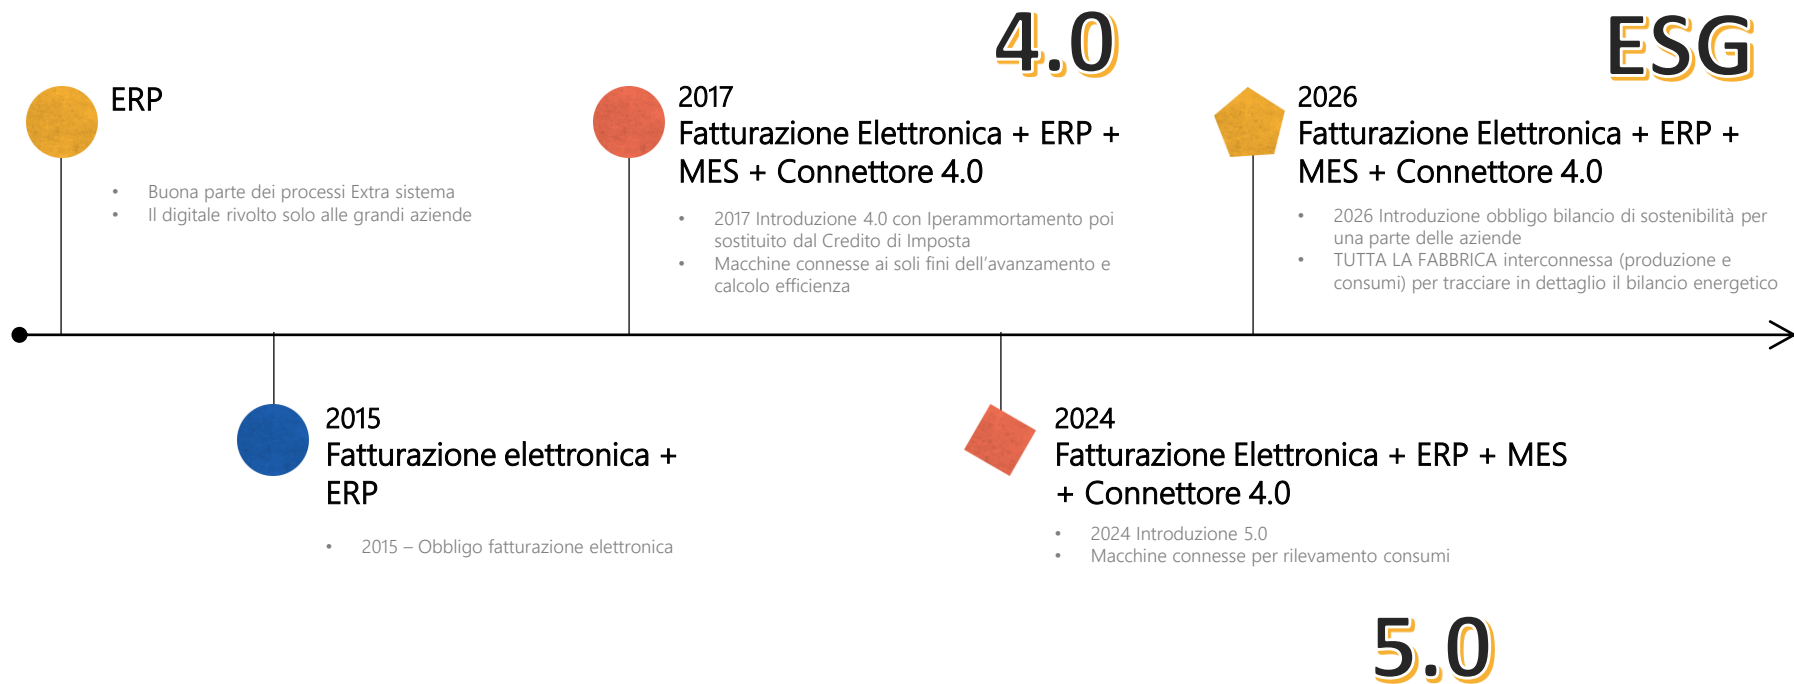 4.0
ESG
ERP
• Buona parte dei processi Extra sistema
• Il digitale rivolto solo alle grandi aziende
2017
Fatturazione Elettronica + ERP +
MES + Connettore 4.0
• 2017 Introduzione 4.0 con Iperammortamento poi
sostituito dal Credito di Imposta
• Macchine connesse ai soli fini dell’avanzamento e
calcolo efficienza
2026
Fatturazione Elettronica + ERP +
MES + Connettore 4.0
• 2026 Introduzione obbligo bilancio di sostenibilità per
una parte delle aziende
• TUTTA LA FABBRICA interconnessa (produzione e
consumi) per tracciare in dettaglio il bilancio energetico
2015
Fatturazione elettronica +
ERP
• 2015 – Obbligo fatturazione elettronica
2024
Fatturazione Elettronica + ERP + MES
+ Connettore 4.0
• 2024 Introduzione 5.0
• Macchine connesse per rilevamento consumi
5.0